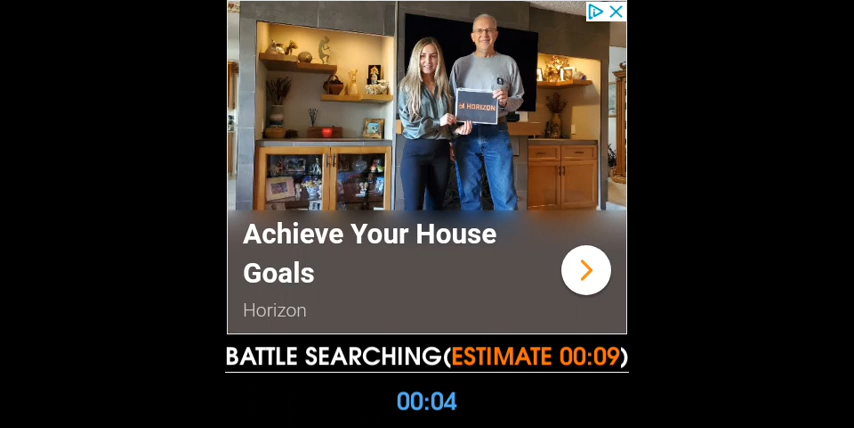 HORIZON
Achieve Your House
Goals
Horizon
BATTLE SEARCHING(ESTIMATE 00:09)
00:04